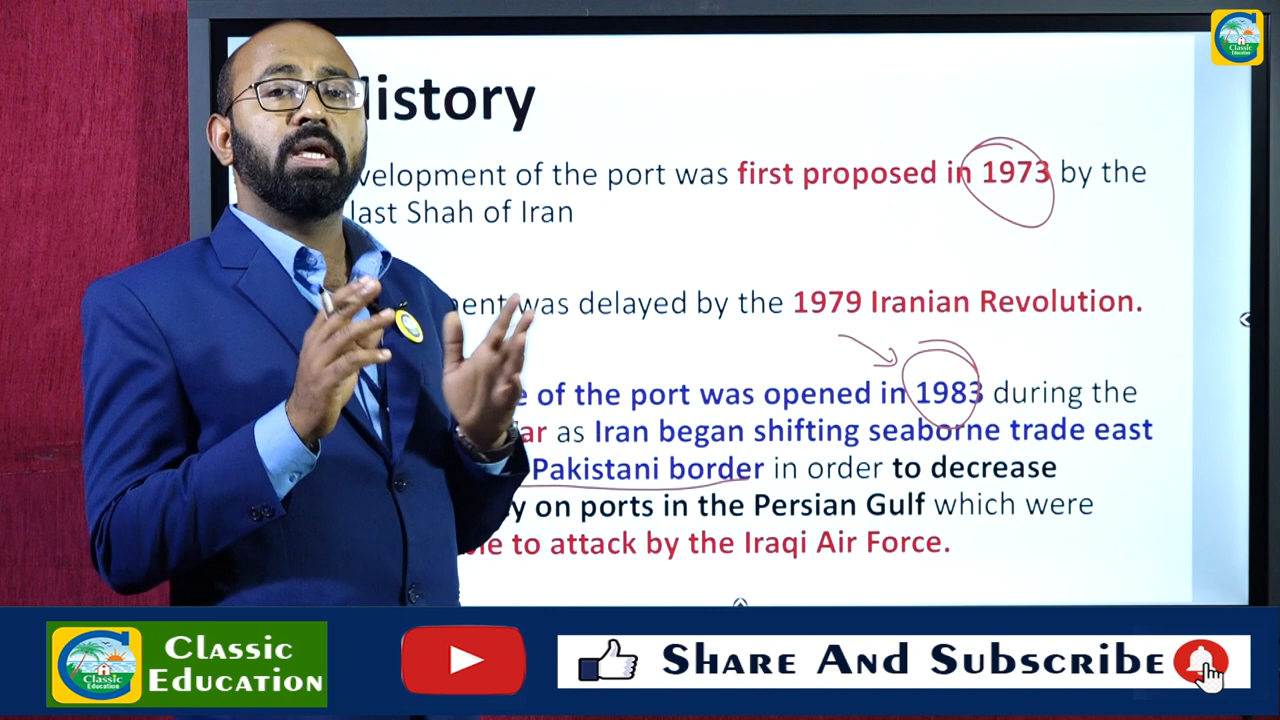 Classic
Education
History
velopment of the port was first proposed in 1973 by the
last Shah of Iran
ment was delayed by the 1979 Iranian Revolution.
e of the port was opened in 1983 during the
ar as Iran began shifting seaborne trade east
Pakistani border in order to decrease
y on ports in the Persian Gulf which were
le to attack by the Iraqi Air Force.
Classic
Education
Classic
Education
Share And Subscribe